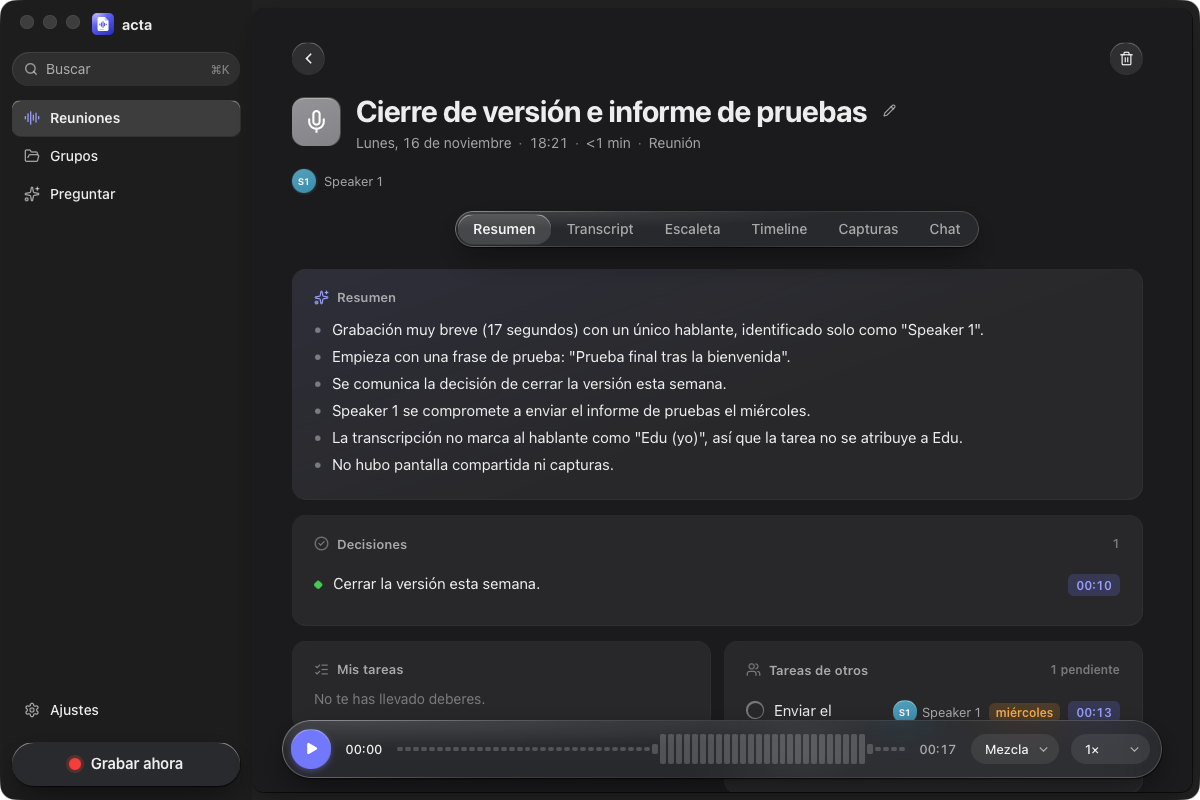 acta
Buscar ⌘K
Reuniones
Grupos
Preguntar
Ajustes
Grabar ahora
Cierre de versión e informe de pruebas
Lunes, 16 de noviembre · 18:21 · <1 min · Reunión
S1 Speaker 1
Resumen Transcript Escaleta Timeline Capturas Chat
Resumen
• Grabación muy breve (17 segundos) con un único hablante, identificado solo como "Speaker 1".
• Empieza con una frase de prueba: "Prueba final tras la bienvenida".
• Se comunica la decisión de cerrar la versión esta semana.
• Speaker 1 se compromete a enviar el informe de pruebas el miércoles.
• La transcripción no marca al hablante como "Edu (yo)", así que la tarea no se atribuye a Edu.
• No hubo pantalla compartida ni capturas.
Decisiones 1
Cerrar la versión esta semana. 00:10
Mis tareas
No te has llevado deberes.
Tareas de otros 1 pendiente
Enviar el S1 Speaker 1 miércoles 00:13
00:00 00:17 Mezcla 1×